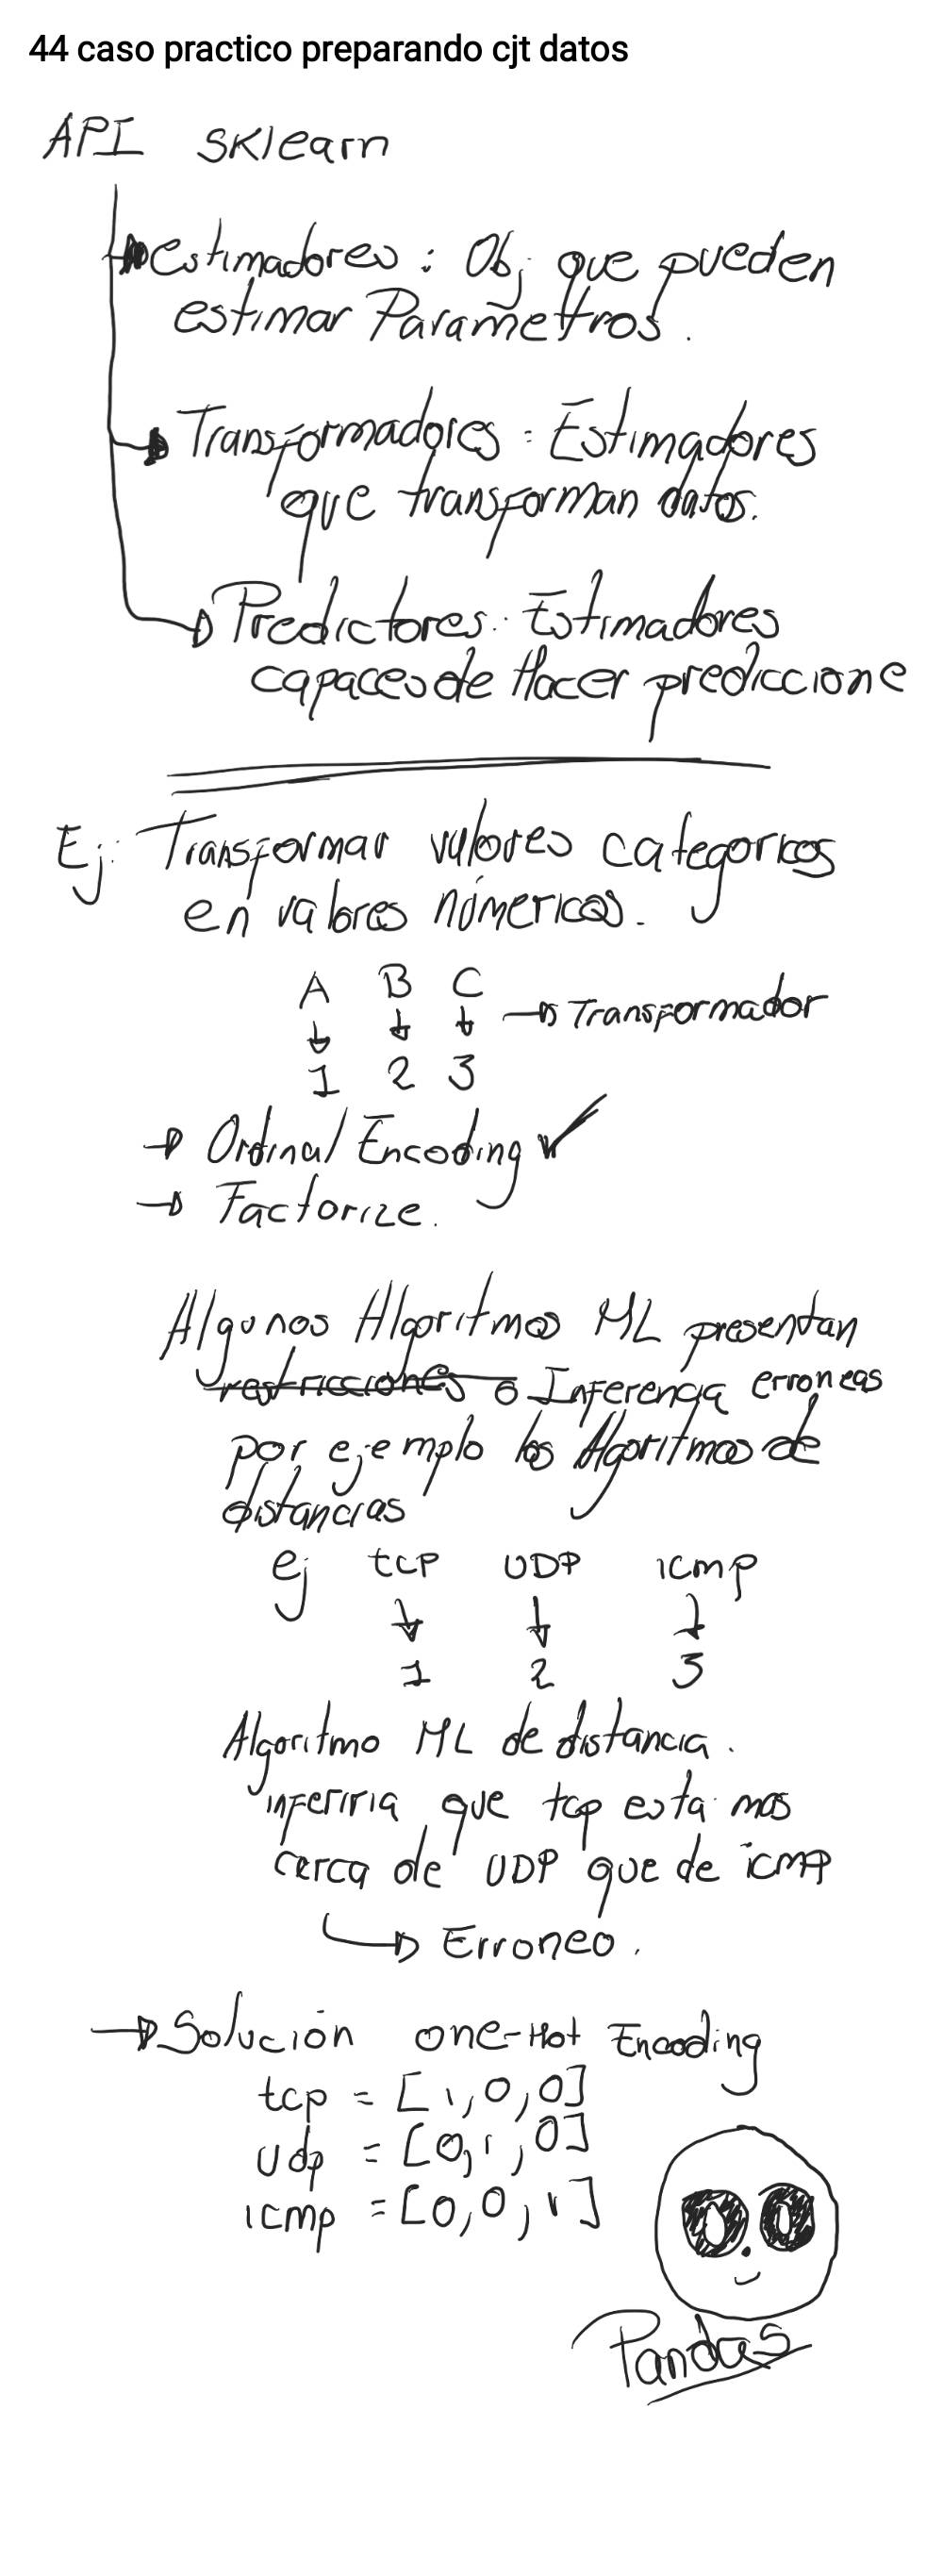 44 caso practico preparando cjt datos
API sklearn
estimadores : Obj que pueden
estimar Parametros.
Transformadores : Estimadores
que transforman datos.
Predictores: Estimadores
capaces de Hacer prediccione
Ej: Transformar valores categoricos
en valores númericos.
A B C → Transformador
↓ ↓ ↓
1 2 3
→ Ordinal Encoding ✓
→ Factorize.
Algunos Algoritmos ML presentan
restricciones o Inferencia erroneas
por ejemplo los Algoritmos de
distancias
ej tcp UDP icmp
↓ ↓ ↓
1 2 3
Algoritmo ML de distancia.
inferiria que tcp esta mas
cerca de UDP que de icmp
→ Erroneo.
→ Solución one-Hot Encoding
tcp = [1,0,0]
udp = [0,1,0]
icmp = [0,0,1]
Pandas